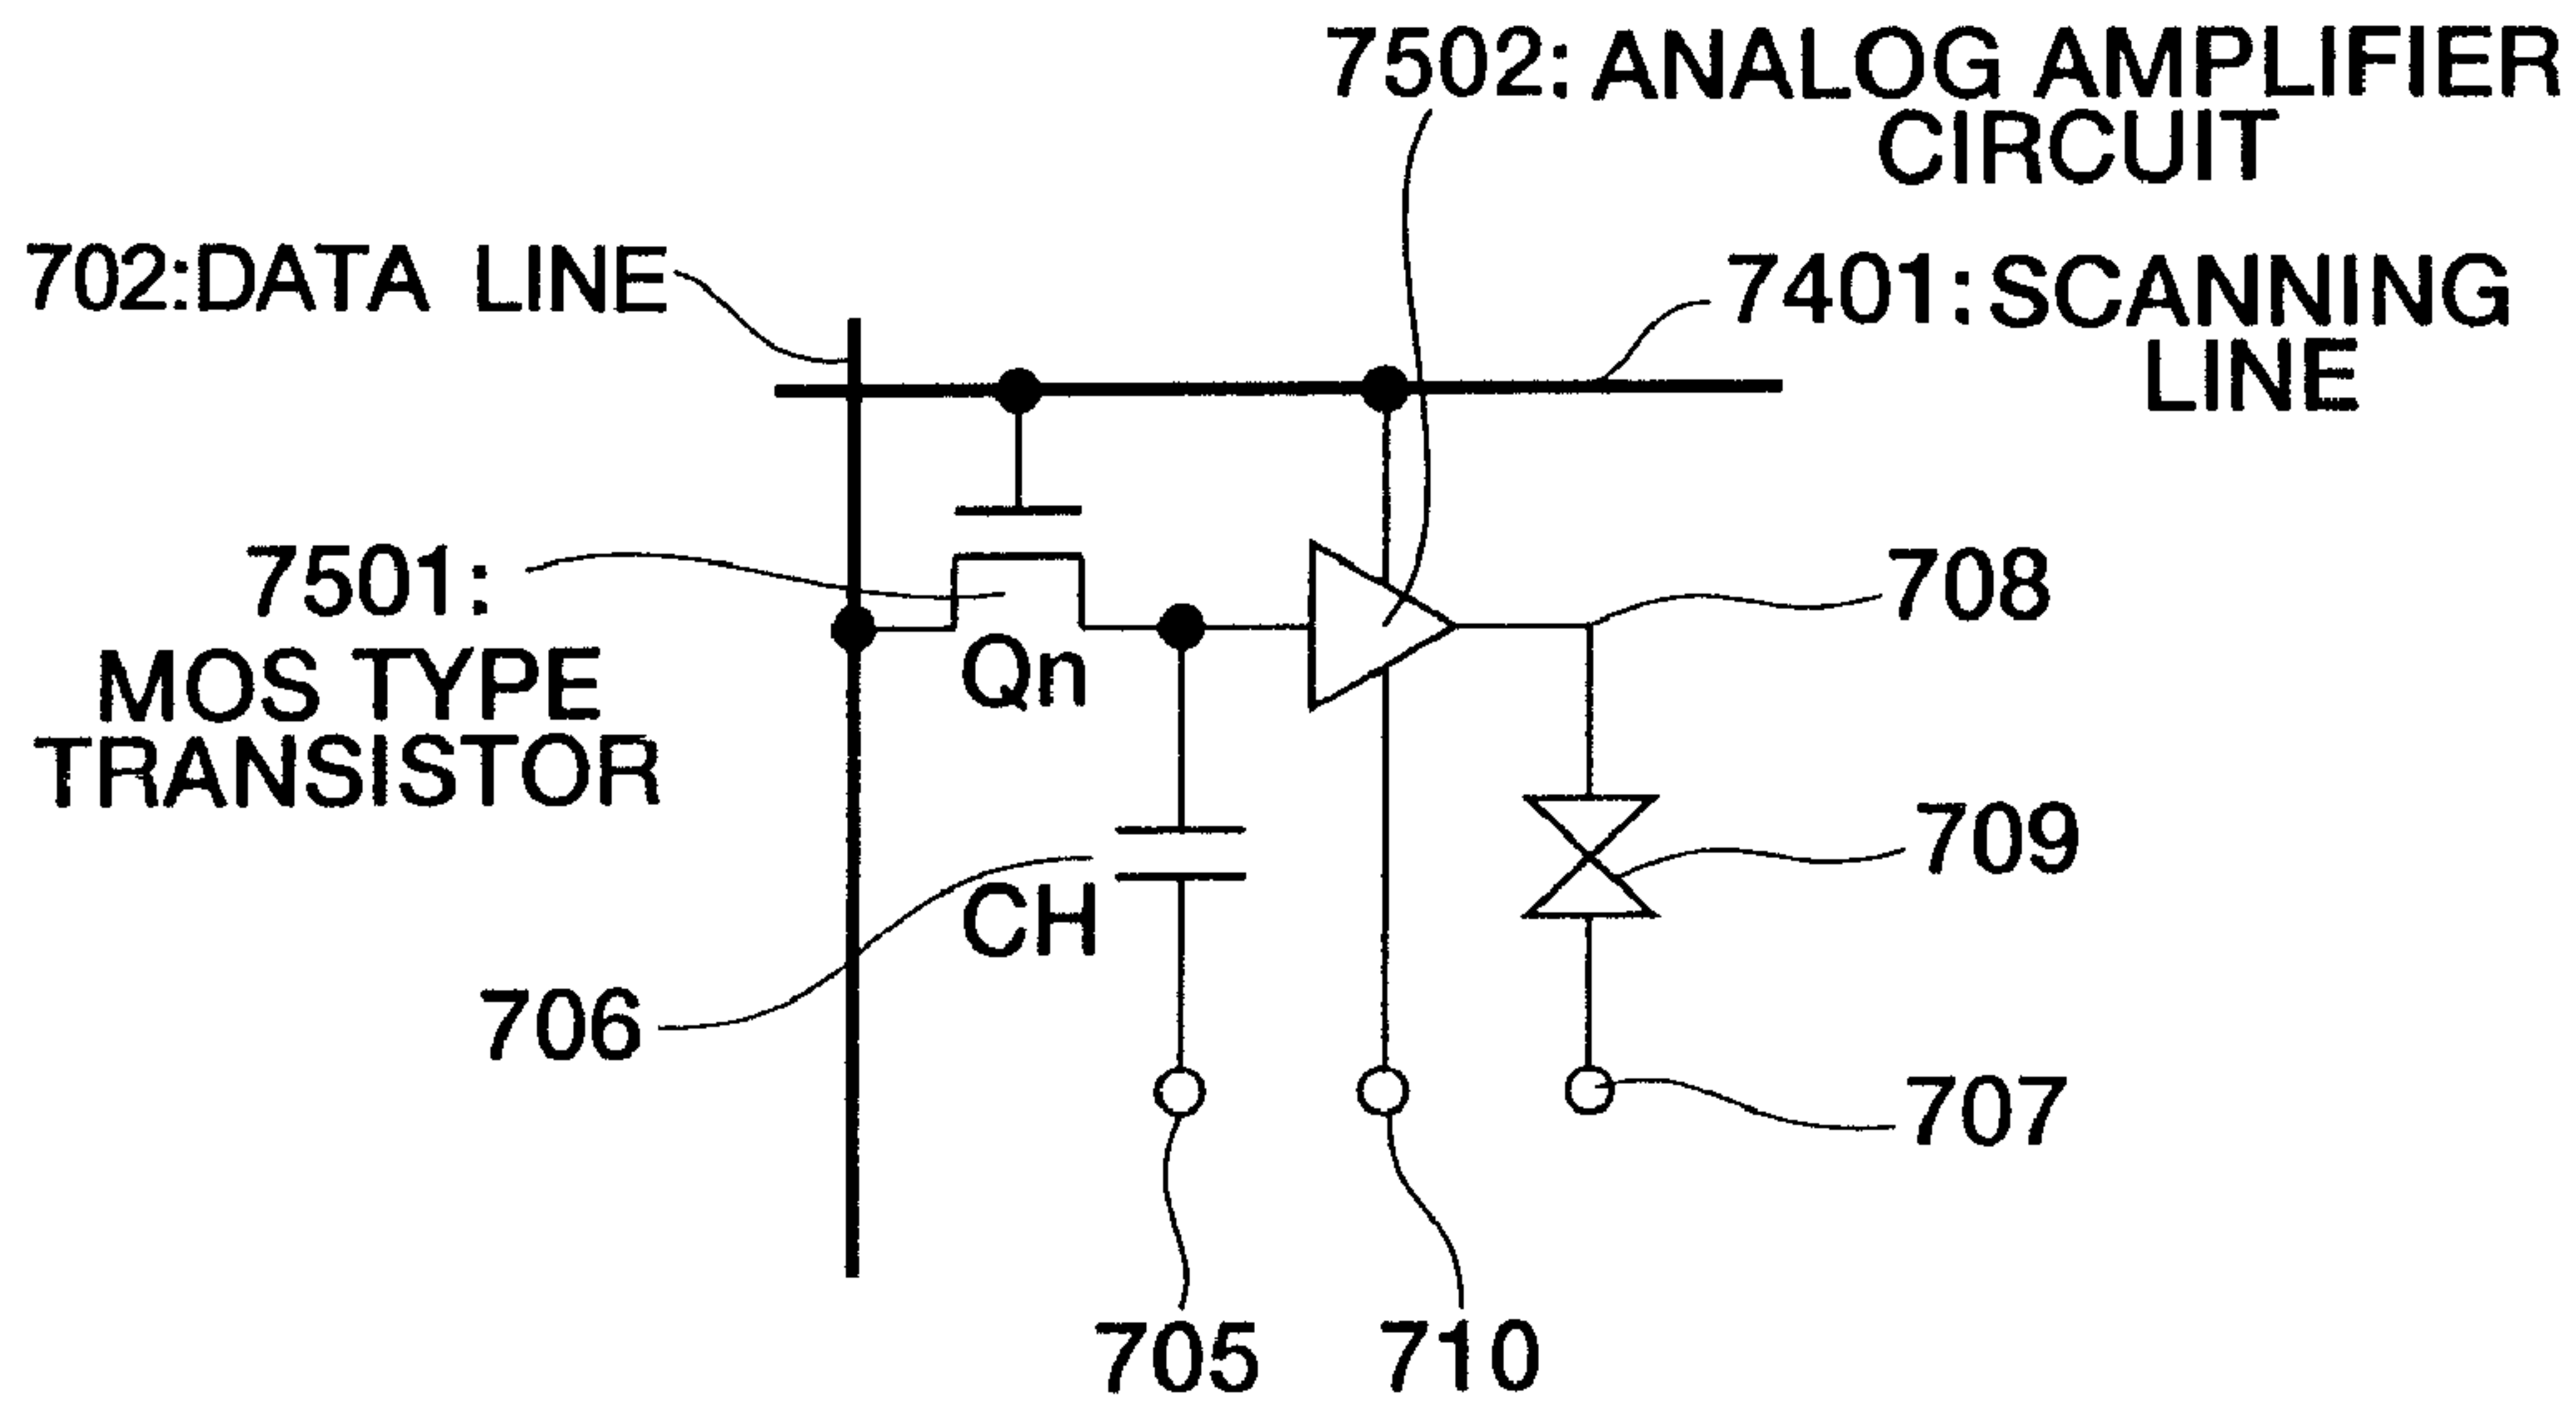 7502: ANALOG AMPLIFIER
CIRCUIT
702:DATA LINE
7401: SCANNING
LINE
7501:
MOS TYPE
TRANSISTOR
Qn
708
709
CH
706
707
705
710